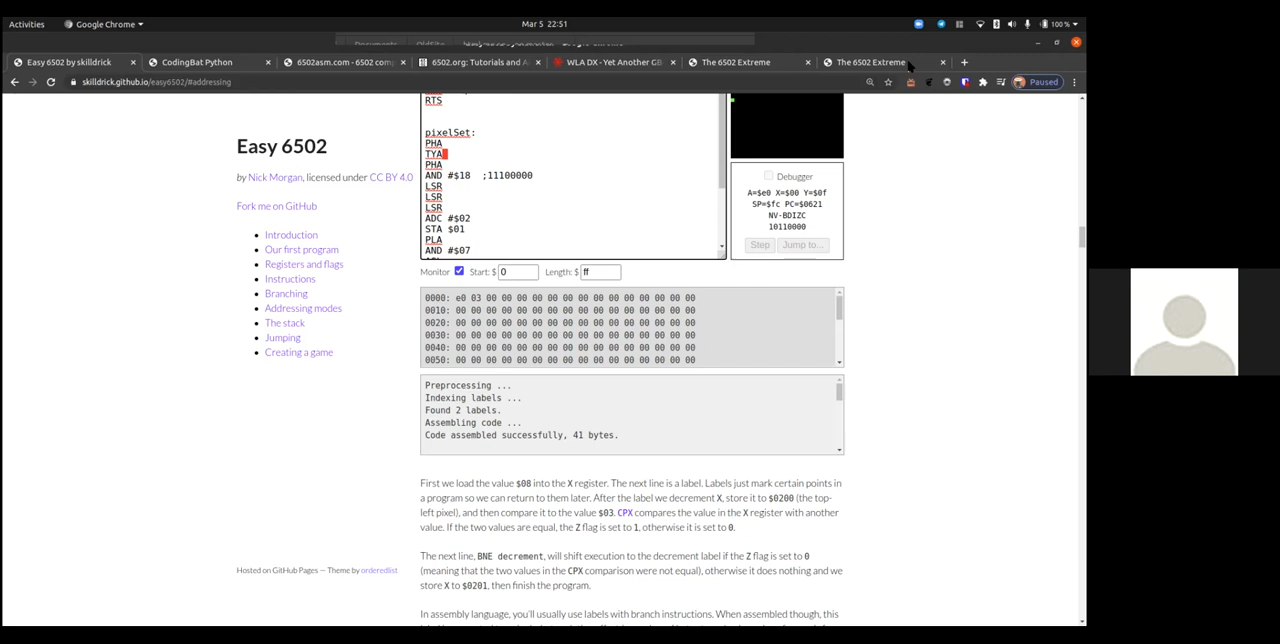 Activities Google Chrome Mar 5 22:51 100 %
Easy 6502 by skilldrick CodingBat Python 6502asm.com - 6502 com 6502.org: Tutorials and A WLA DX - Yet Another GB The 6502 Extreme The 6502 Extreme
skilldrick.github.io/easy6502/#addressing Paused
Easy 6502
by Nick Morgan, licensed under CC BY 4.0
Fork me on GitHub
Introduction
Our first program
Registers and flags
Instructions
Branching
Addressing modes
The stack
Jumping
Creating a game
Hosted on GitHub Pages — Theme by orderedlist
RTS
pixelSet:
PHA
TYA
PHA
AND #$18 ;11100000
LSR
LSR
LSR
ADC #$02
STA $01
PLA
AND #$07
Debugger
A=$e0 X=$00 Y=$0f
SP=$fc PC=$0621
NV-BDIZC
10110000
Step Jump to...
Monitor Start: $ 0 Length: $ ff
0000: e0 03 00 00 00 00 00 00 00 00 00 00 00 00 00 00
0010: 00 00 00 00 00 00 00 00 00 00 00 00 00 00 00 00
0020: 00 00 00 00 00 00 00 00 00 00 00 00 00 00 00 00
0030: 00 00 00 00 00 00 00 00 00 00 00 00 00 00 00 00
0040: 00 00 00 00 00 00 00 00 00 00 00 00 00 00 00 00
0050: 00 00 00 00 00 00 00 00 00 00 00 00 00 00 00 00
Preprocessing ...
Indexing labels ...
Found 2 labels.
Assembling code ...
Code assembled successfully, 41 bytes.
First we load the value $08 into the X register. The next line is a label. Labels just mark certain points in
a program so we can return to them later. After the label we decrement X, store it to $0200 (the top-
left pixel), and then compare it to the value $03. CPX compares the value in the X register with another
value. If the two values are equal, the Z flag is set to 1, otherwise it is set to 0.
The next line, BNE decrement, will shift execution to the decrement label if the Z flag is set to 0
(meaning that the two values in the CPX comparison were not equal), otherwise it does nothing and we
store X to $0201, then finish the program.
In assembly language, you'll usually use labels with branch instructions. When assembled though, this